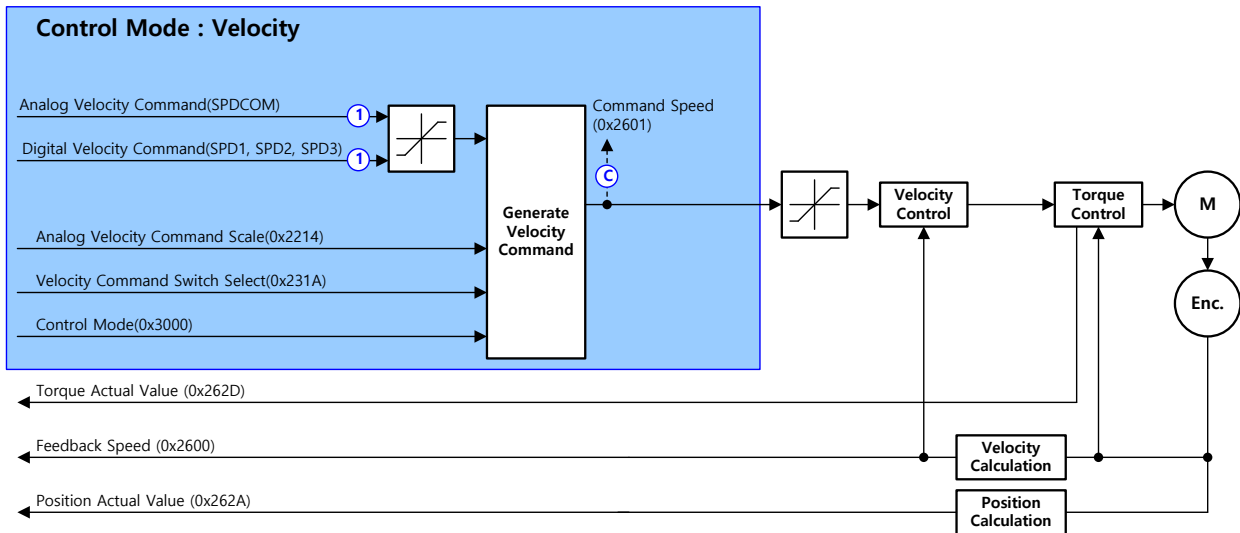 Control Mode : Velocity
Analog Velocity Command(SPDCOM)
1
Digital Velocity Command(SPD1, SPD2, SPD3)
1
Command Speed
(0x2601)
C
Generate
Velocity
Command
Velocity
Control
Torque
Control
M
Analog Velocity Command Scale(0x2214)
Velocity Command Switch Select(0x231A)
Enc.
Control Mode(0x3000)
Torque Actual Value (0x262D)
Feedback Speed (0x2600)
Velocity
Calculation
Position Actual Value (0x262A)
Position
Calculation